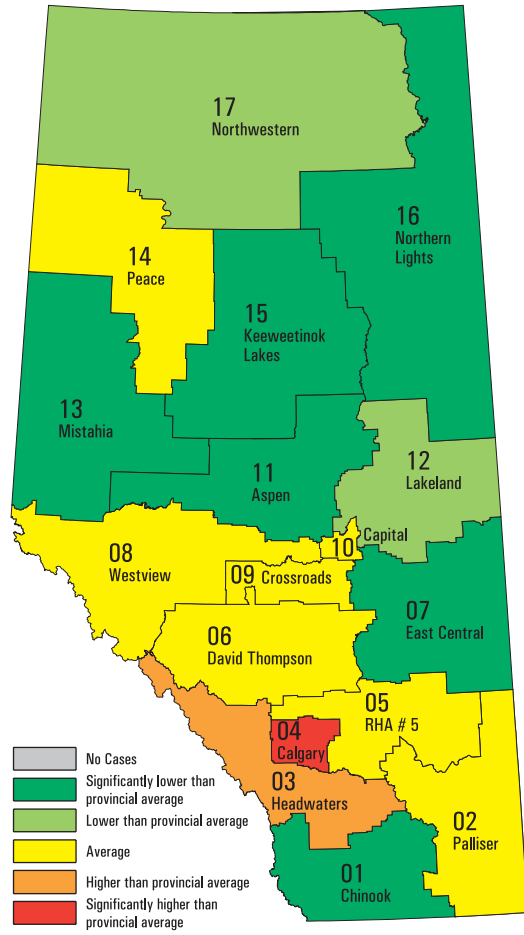 17
Northwestern
16
Northern
Lights
14
Peace
15
Keeweetinok
Lakes
13
Mistahia
11
Aspen
12
Lakeland
Capital
10
08
Westview
09 Crossroads
07
East Central
06
David Thompson
05
RHA # 5
04
Calgary
03
Headwaters
02
Palliser
01
Chinook
No Cases
Significantly lower than
provincial average
Lower than provincial average
Average
Higher than provincial average
Significantly higher than
provincial average